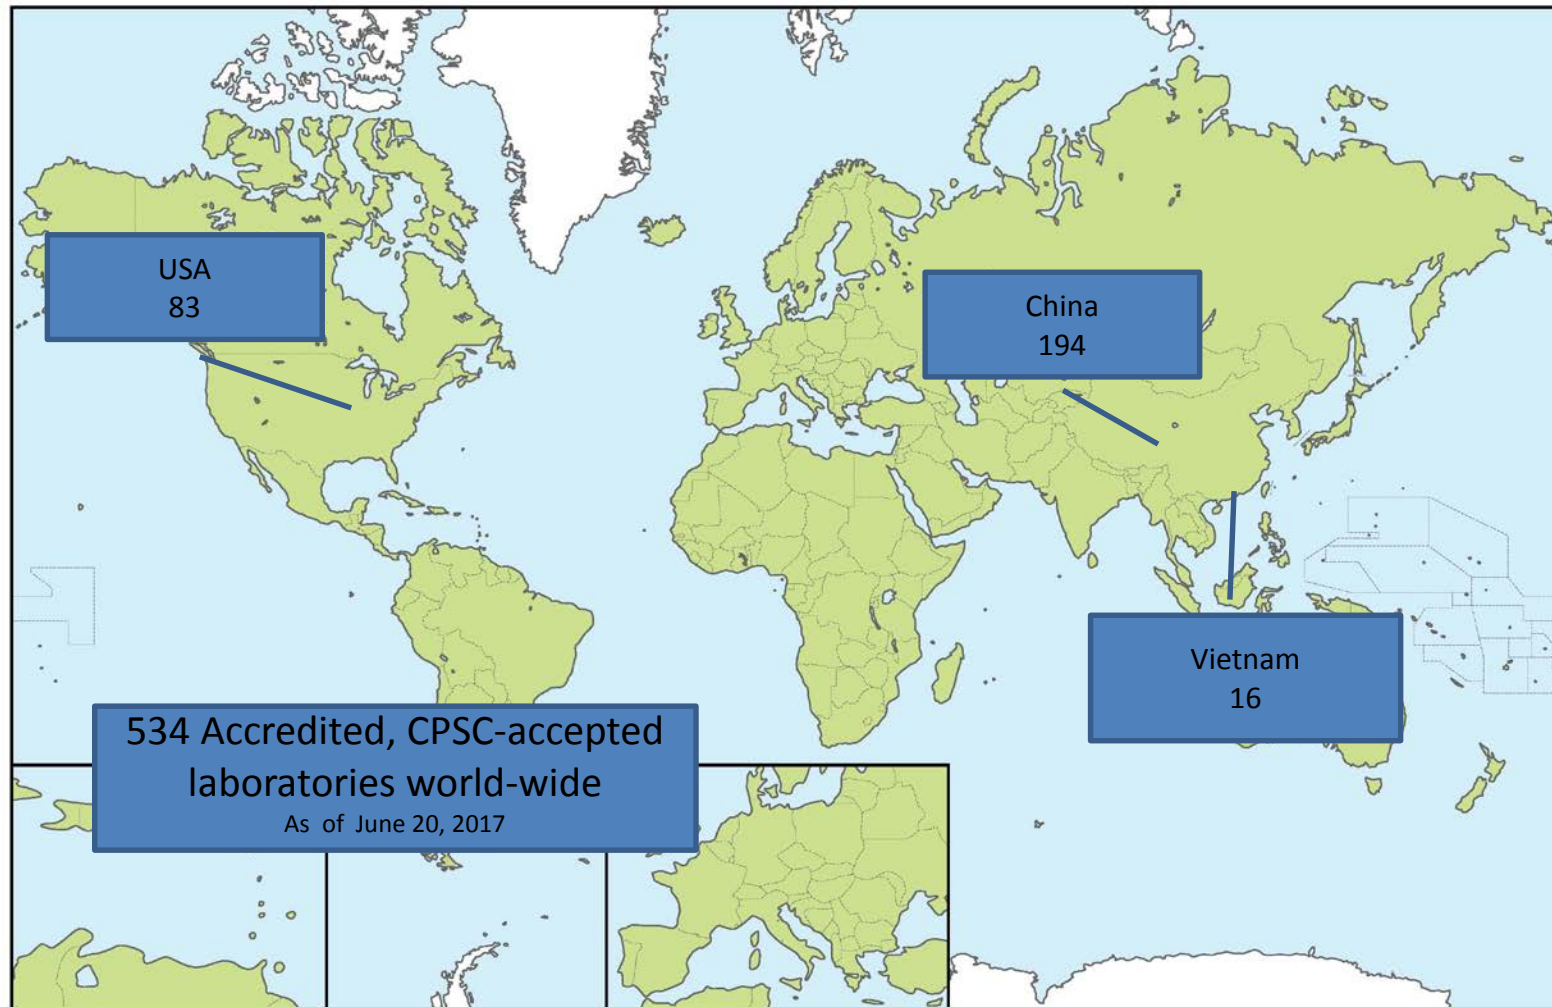 USA
83
China
194
Vietnam
16
534 Accredited, CPSC-accepted
laboratories world-wide
As of June 20, 2017